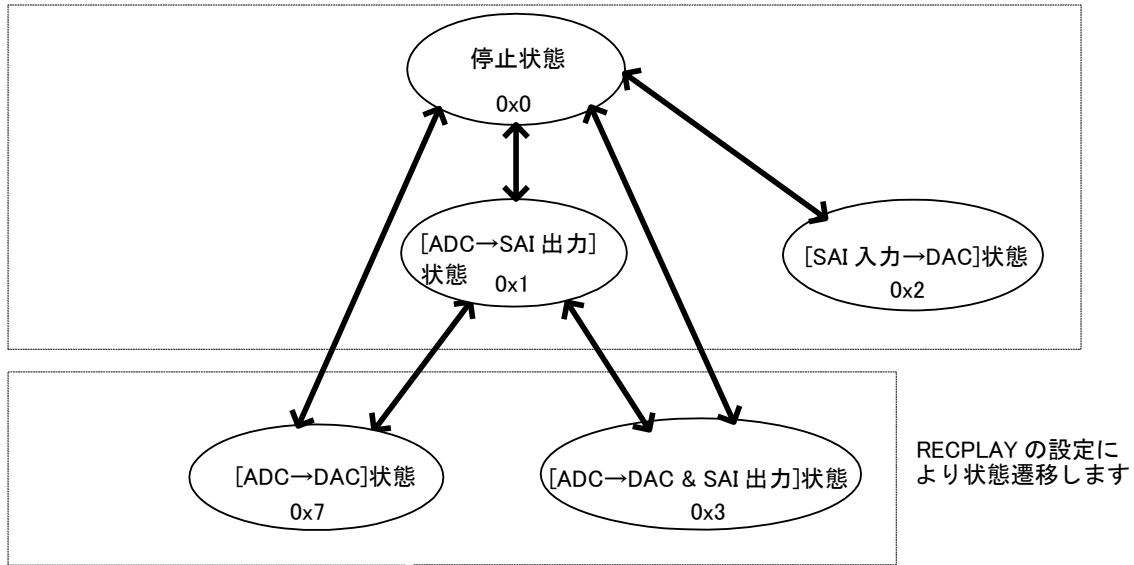 停止状態
0x0
[ADC→SAI 出力]
状態
0x1
[SAI 入力→DAC]状態
0x2
[ADC→DAC]状態
0x7
[ADC→DAC & SAI 出力]状態
0x3
RECPLAY の設定に
より状態遷移します